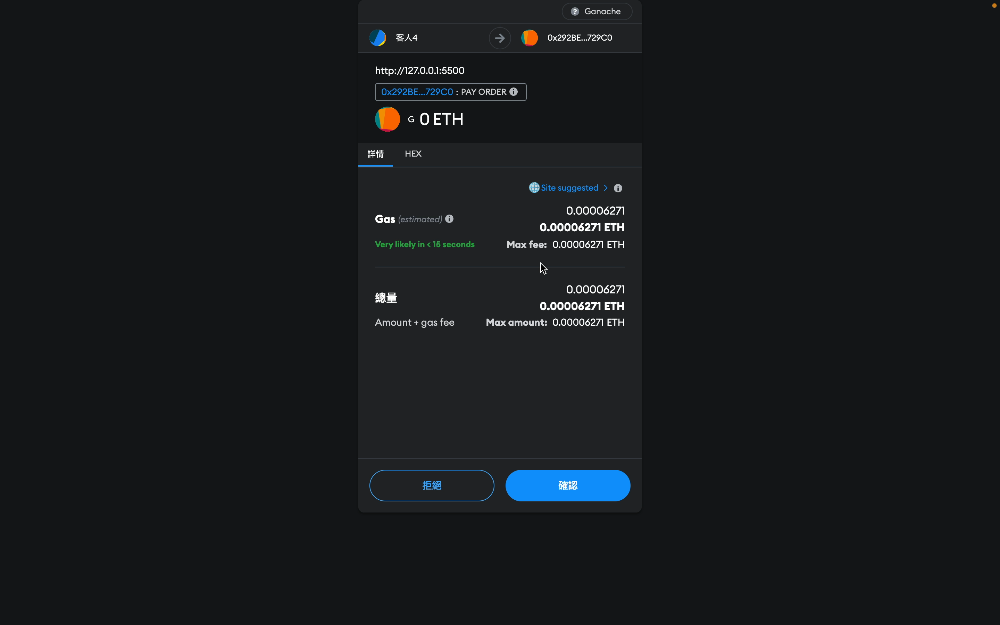 Ganache
客人4
0x292BE...729C0
http://127.0.0.1:5500
0x292BE...729C0 : PAY ORDER
G 0 ETH
詳情 HEX
Site suggested >
0.00006271
Gas (estimated)
0.00006271 ETH
Very likely in < 15 seconds Max fee: 0.00006271 ETH
0.00006271
總量
0.00006271 ETH
Amount + gas fee Max amount: 0.00006271 ETH
拒絕 確認